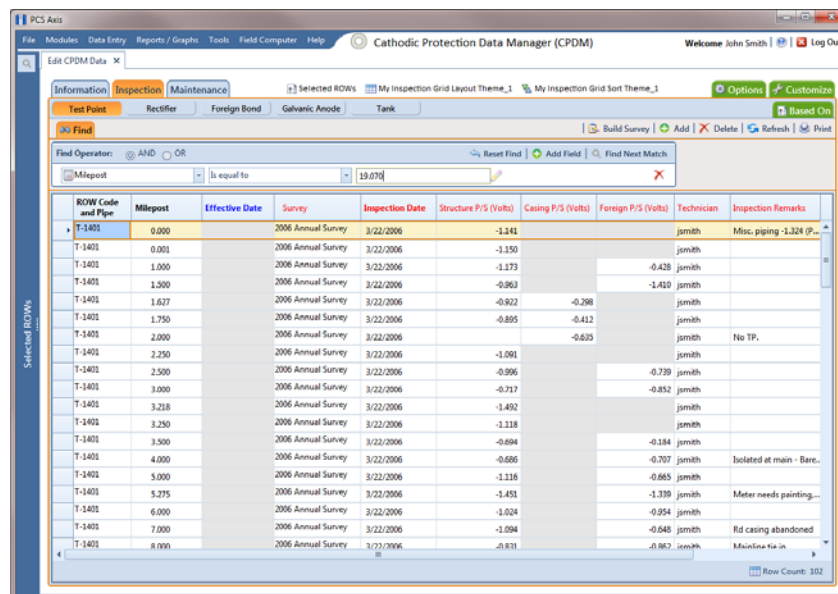 PCS Axis
File Modules Data Entry Reports / Graphs Tools Field Computer Help Cathodic Protection Data Manager (CPDM) Welcome John Smith | Log Ou
Edit CPDM Data
Information Inspection Maintenance Selected ROWs My Inspection Grid Layout Theme_1 My Inspection Grid Sort Theme_1 Options Customize
Test Point Rectifier Foreign Bond Galvanic Anode Tank Based On
Find | Build Survey | Add | Delete | Refresh | Print
Find Operator: AND OR Reset Find | Add Field | Find Next Match
Milepost Is equal to 19.070
ROW Code and Pipe Milepost Effective Date Survey Inspection Date Structure P/S (Volts) Casing P/S (Volts) Foreign P/S (Volts) Technician Inspection Remarks
T-1401 0.000 2006 Annual Survey 3/22/2006 -1.141 jsmith Misc. piping -1.324 (P...
T-1401 0.001 2006 Annual Survey 3/22/2006 -1.150 jsmith
T-1401 1.000 2006 Annual Survey 3/22/2006 -1.173 -0.428 jsmith
T-1401 1.500 2006 Annual Survey 3/22/2006 -0.963 -1.410 jsmith
T-1401 1.627 2006 Annual Survey 3/22/2006 -0.922 -0.298 jsmith
T-1401 1.750 2006 Annual Survey 3/22/2006 -0.895 -0.412 jsmith
T-1401 2.000 2006 Annual Survey 3/22/2006 -0.635 jsmith No TP.
T-1401 2.250 2006 Annual Survey 3/22/2006 -1.091 jsmith
T-1401 2.500 2006 Annual Survey 3/22/2006 -0.996 -0.739 jsmith
T-1401 3.000 2006 Annual Survey 3/22/2006 -0.717 -0.852 jsmith
T-1401 3.218 2006 Annual Survey 3/22/2006 -1.492 jsmith
T-1401 3.250 2006 Annual Survey 3/22/2006 -1.118 jsmith
T-1401 3.500 2006 Annual Survey 3/22/2006 -0.694 -0.184 jsmith
T-1401 4.000 2006 Annual Survey 3/22/2006 -0.686 -0.707 jsmith Isolated at main - Bare..
T-1401 5.000 2006 Annual Survey 3/22/2006 -1.116 -0.665 jsmith
T-1401 5.275 2006 Annual Survey 3/22/2006 -1.451 -1.339 jsmith Meter needs painting,...
T-1401 6.000 2006 Annual Survey 3/22/2006 -1.024 -0.954 jsmith
T-1401 7.000 2006 Annual Survey 3/22/2006 -1.094 -0.648 jsmith Rd casing abandoned
T-1401 8.000 2006 Annual Survey 3/22/2006 -0.831 -0.862 jsmith Mainline tie in
Row Count: 102
Selected ROWs